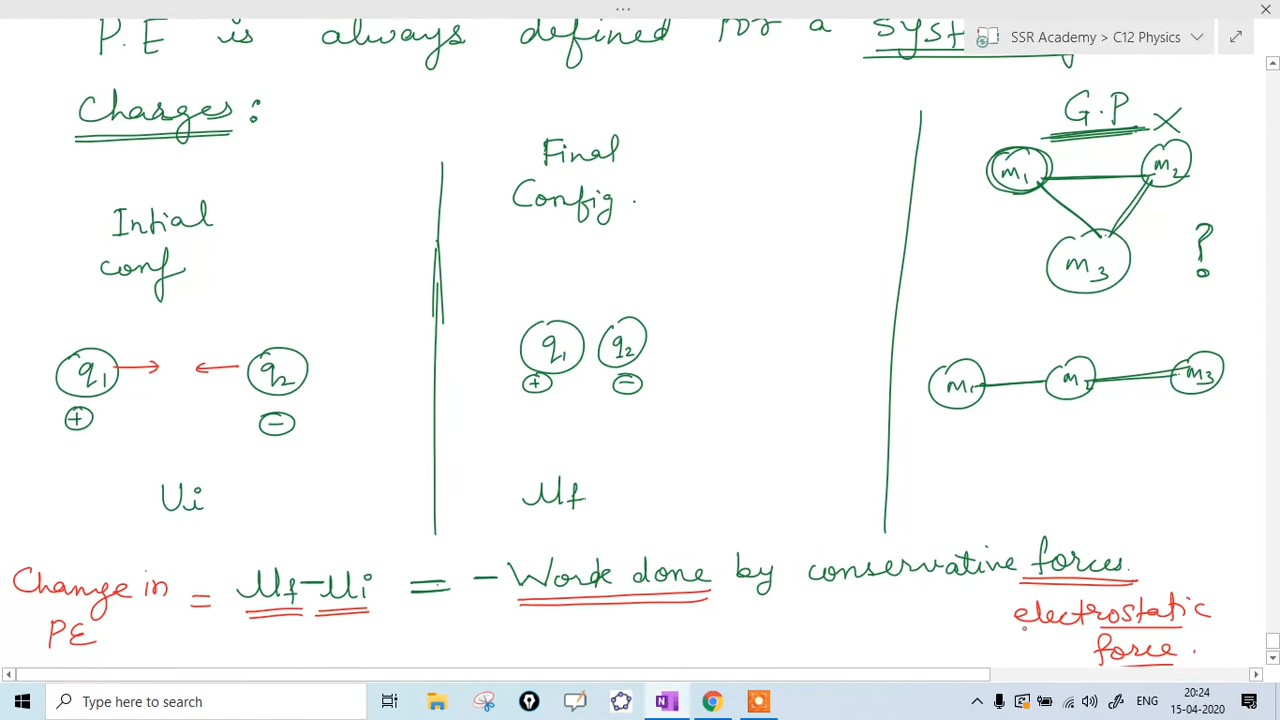 P.E is always defined for a
SSR Academy > C12 Physics
Charges:
Intial
conf
q1
q2
+
−
Ui
Final
Config.
q1
q2
+
−
Uf
G.P X
m1
m2
m3
?
m1
m2
m3
Change in PE = Uf−Ui = − Work done by conservative forces.
electrostatic
force.
Type here to search
ENG
20:24
15-04-2020